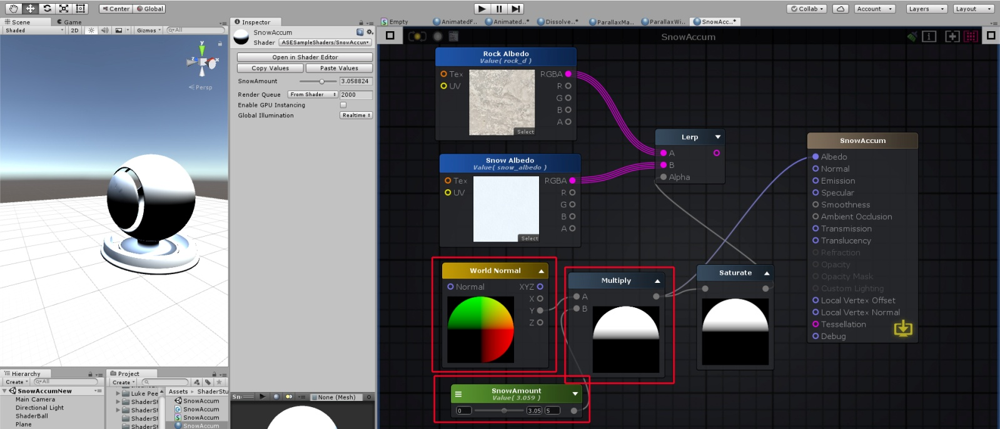 Center Global
Collab Account Layers Layout
Scene Game
Shaded 2D Gizmos All
y
z x
Persp
Inspector
SnowAccum
Shader ASESampleShaders/SnowAccum
Open in Shader Editor
Copy Values Paste Values
SnowAmount 3.058824
Render Queue From Shader 2000
Enable GPU Instancing
Global Illumination Realtime
Empty AnimatedF.. Animated..* Dissolve..* ParallaxMa.. ParallaxWi.. SnowAcc..*
SnowAccum
Rock Albedo
Value( rock_d )
Tex RGBA
UV R
G
B
A
Select
Snow Albedo
Value( snow_albedo )
Tex RGBA
UV R
G
B
A
Select
Lerp
A
B
Alpha
World Normal
Normal XYZ
X
Y
Z
Multiply
A
B
Saturate
SnowAmount
Value( 3.059 )
0 3.05 5
SnowAccum
Albedo
Normal
Emission
Specular
Smoothness
Ambient Occlusion
Transmission
Translucency
Refraction
Opacity
Opacity Mask
Custom Lighting
Local Vertex Offset
Local Vertex Normal
Tessellation
Debug
Hierarchy
Create All
SnowAccumNew
Main Camera
Directional Light
ShaderBall
Plane
Project
Create
Luke Pee
ShaderSt
ShaderSt
ShaderSt
ShaderSt
Assets ShaderStu
SnowAccum
SnowAccum
SnowAccum
SnowAccum
Sn None (Mesh)